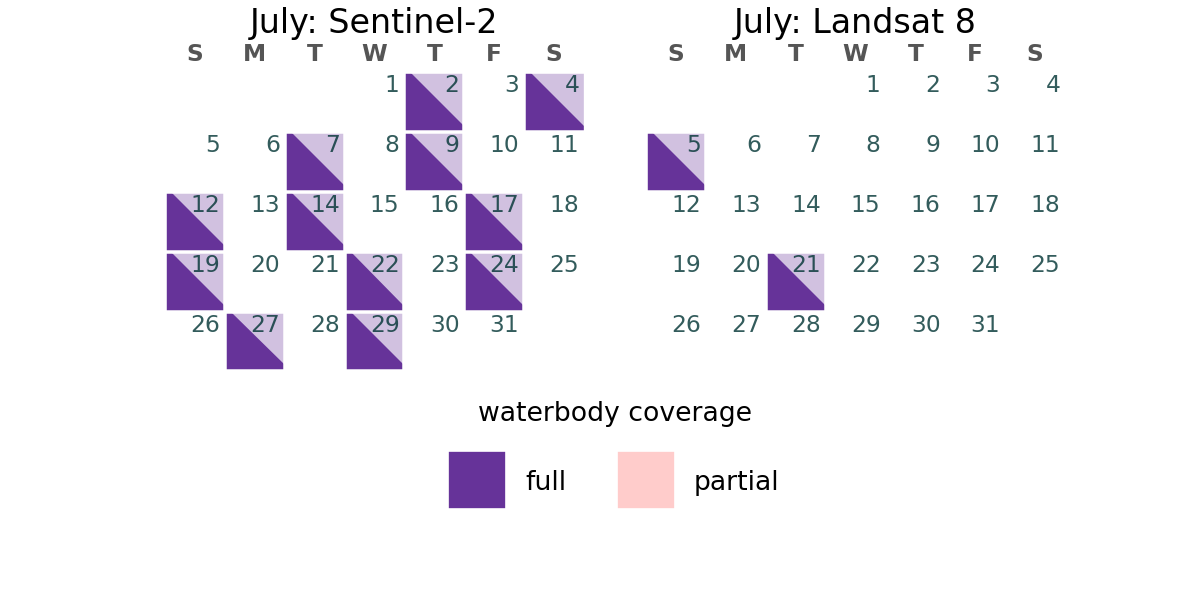 July: Sentinel-2
S M T W T F S
1 2 3 4
5 6 7 8 9 10 11
12 13 14 15 16 17 18
19 20 21 22 23 24 25
26 27 28 29 30 31
July: Landsat 8
S M T W T F S
1 2 3 4
5 6 7 8 9 10 11
12 13 14 15 16 17 18
19 20 21 22 23 24 25
26 27 28 29 30 31
waterbody coverage
full partial